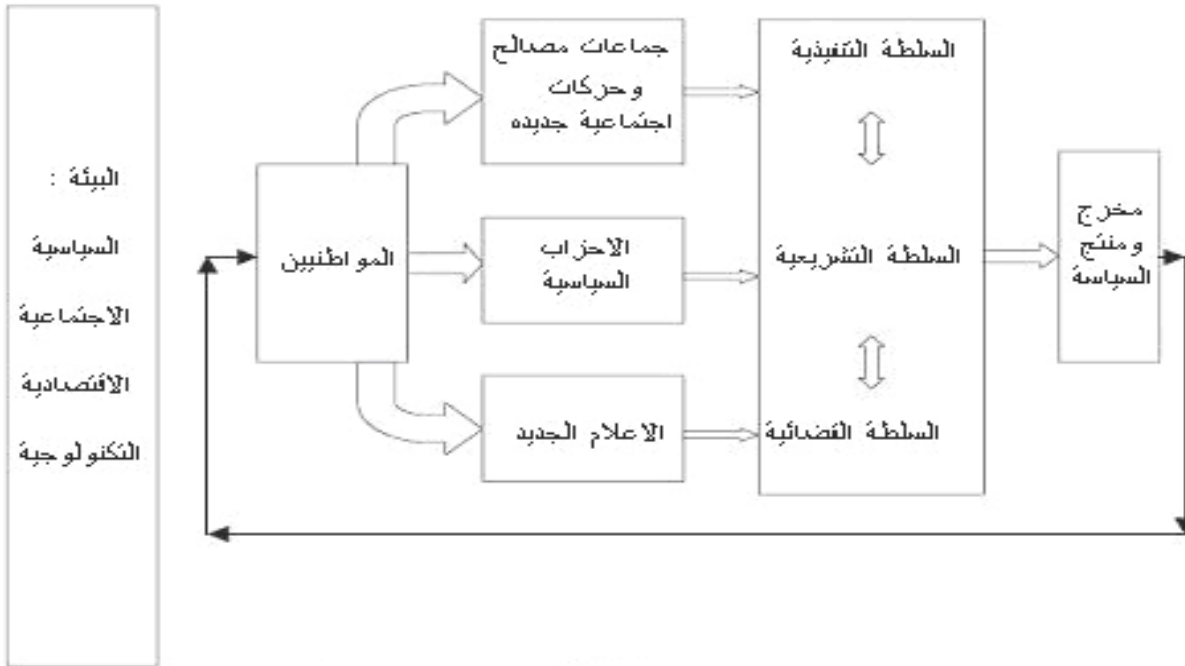 البيئة :
السياسية
الاجتماعية
الاقتصادية
التكنولوجية
المواطنيين
جماعات مصالح
وحركات
اجتماعية جديده
الاحزاب
السياسية
الاعلام الجديد
السلطة التنفيذية
السلطة التشريعية
السلطة القضائية
مخرج
ومنتج
السياسة